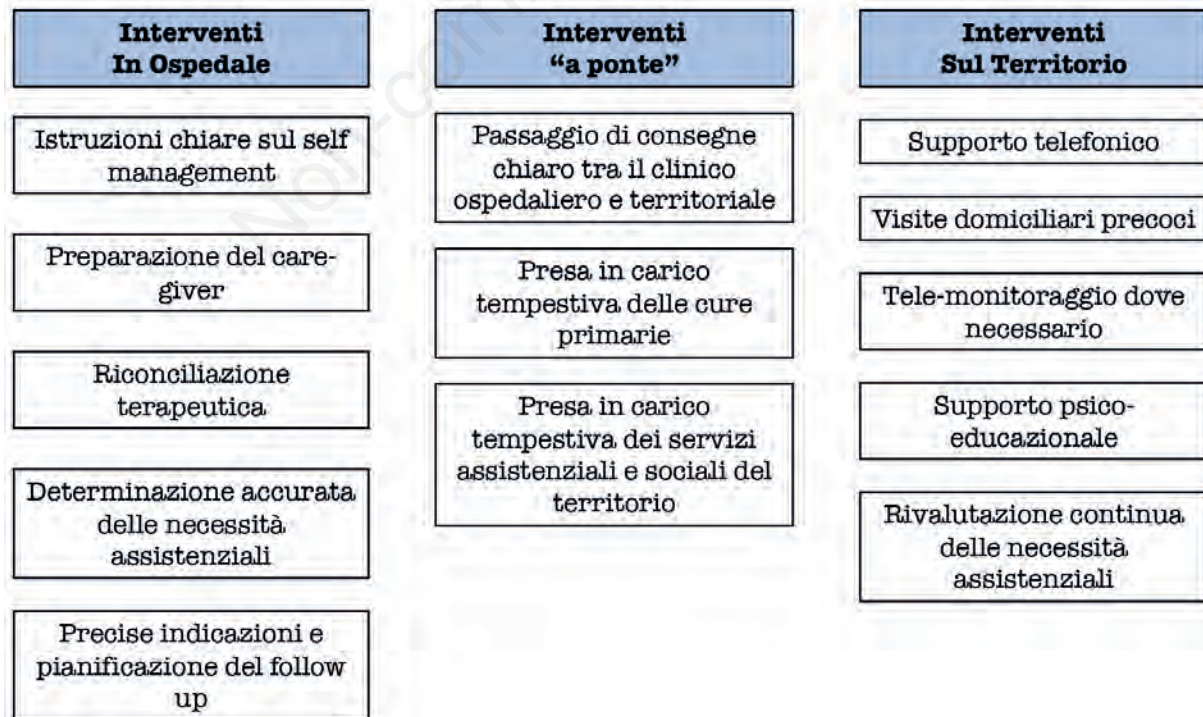 Interventi
In Ospedale
Istruzioni chiare sul self
management
Preparazione del care-
giver
Riconciliazione
terapeutica
Determinazione accurata
delle necessità
assistenziali
Precise indicazioni e
pianificazione del follow
up
Interventi
“a ponte”
Passaggio di consegne
chiaro tra il clinico
ospedaliero e territoriale
Presa in carico
tempestiva delle cure
primarie
Presa in carico
tempestiva dei servizi
assistenziali e sociali del
territorio
Interventi
Sul Territorio
Supporto telefonico
Visite domiciliari precoci
Tele-monitoraggio dove
necessario
Supporto psico-
educazionale
Rivalutazione continua
delle necessità
assistenziali